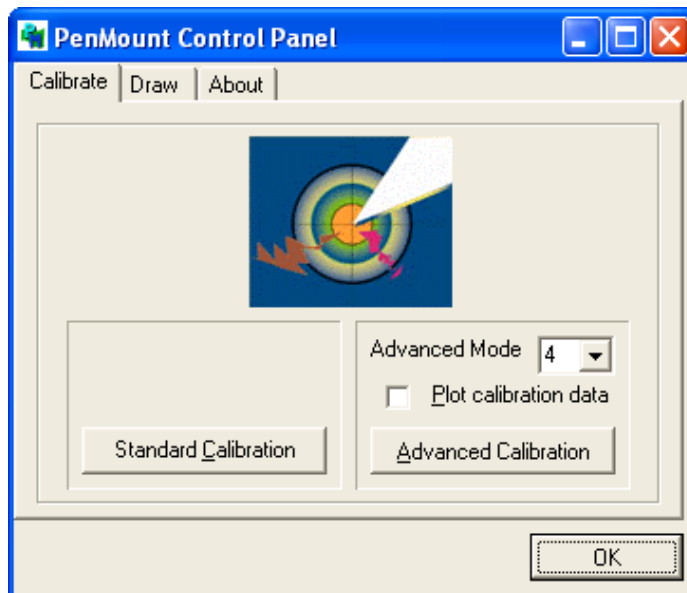 PenMount Control Panel
Calibrate Draw About
Advanced Mode 4
Plot calibration data
Standard Calibration Advanced Calibration
OK